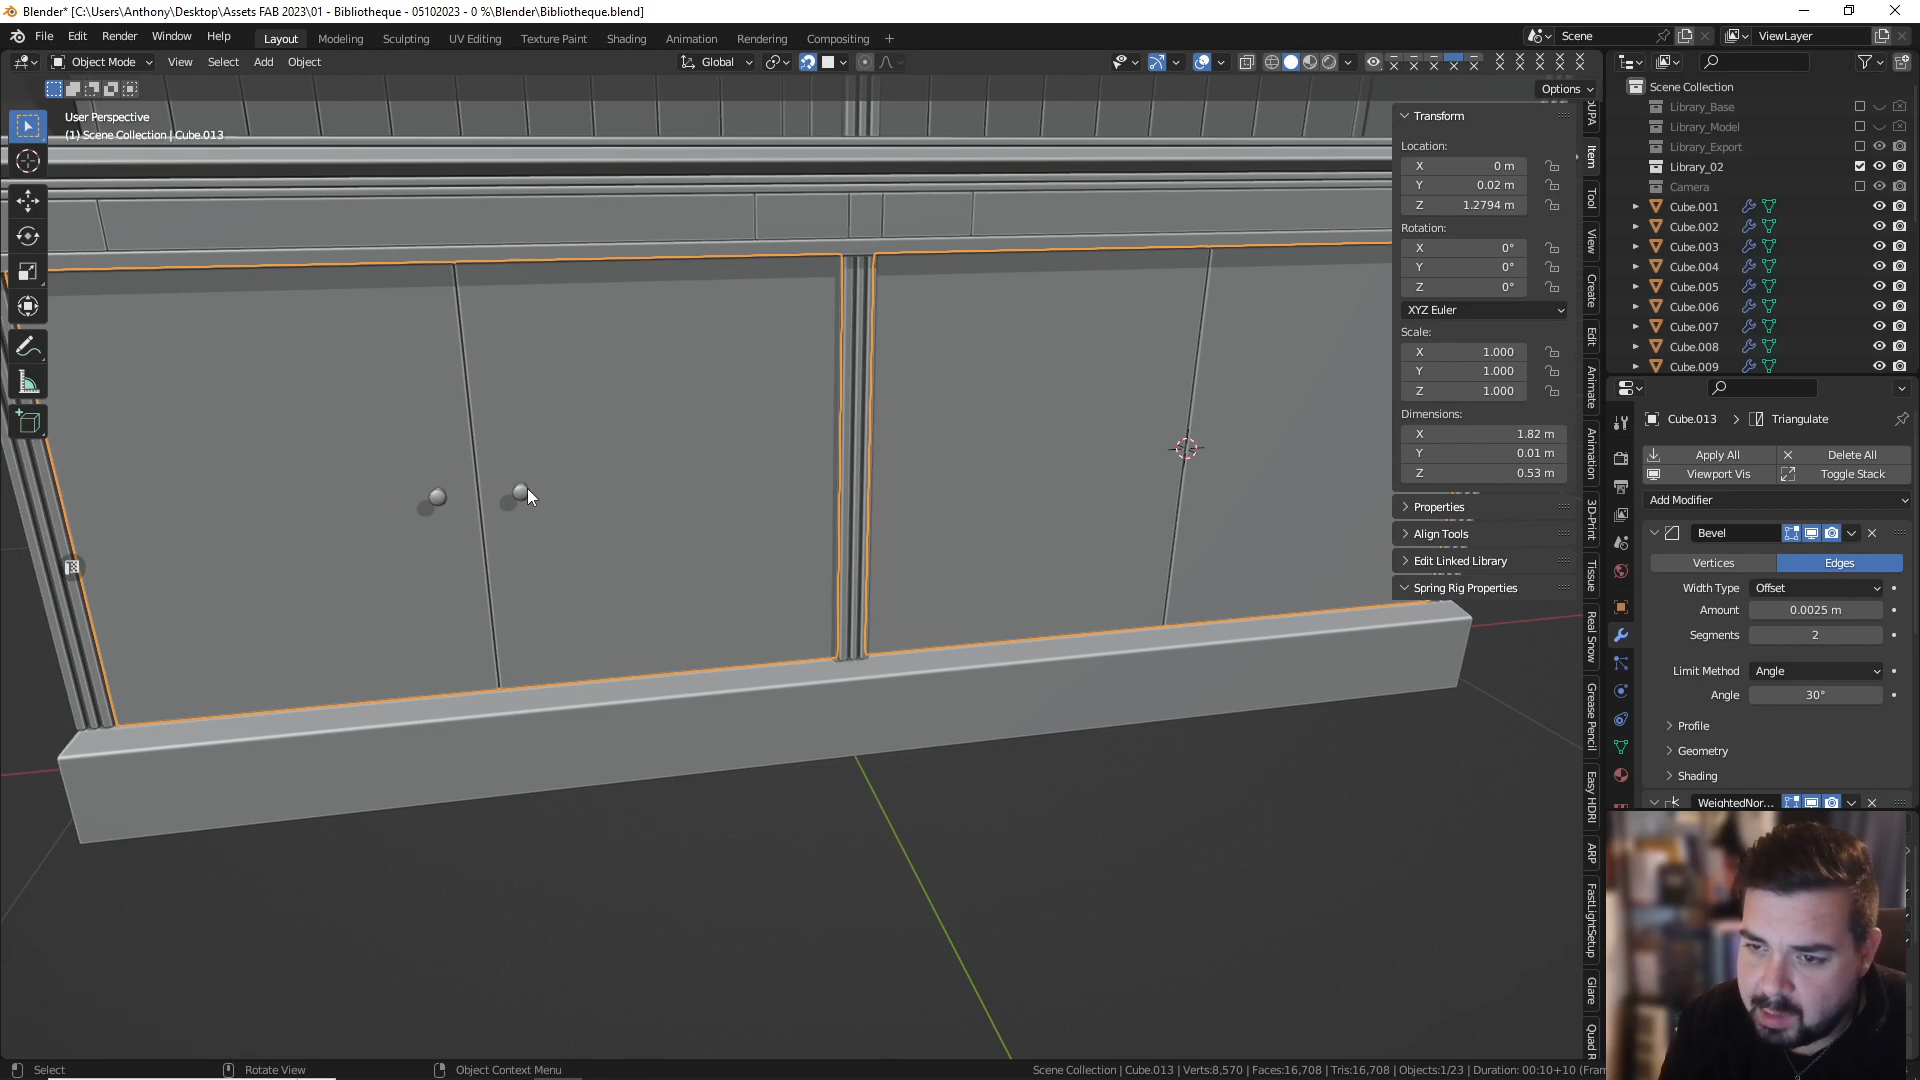 Blender* [C:\Users\Anthony\Desktop\Assets FAB 2023\01 - Bibliotheque - 05102023 - 0 %\Blender\Bibliotheque.blend]
File Edit Render Window Help Layout Modeling Sculpting UV Editing Texture Paint Shading Animation Rendering Compositing + Scene ViewLayer
Object Mode View Select Add Object Global
Options
User Perspective
(1) Scene Collection | Cube.013
Transform
Location:
X 0 m
Y 0.02 m
Z 1.2794 m
Rotation:
X 0°
Y 0°
Z 0°
XYZ Euler
Scale:
X 1.000
Y 1.000
Z 1.000
Dimensions:
X 1.82 m
Y 0.01 m
Z 0.53 m
Properties
Align Tools
Edit Linked Library
Spring Rig Properties
Item
Tool
View
Create
Edit
Animate
Animation
3D-Print
Tissue
Real Snow
Grease Pencil
Easy HDRI
ARP
FastLightSetup
Glare
Quad R
Scene Collection
Library_Base
Library_Model
Library_Export
Library_02
Camera
Cube.001
Cube.002
Cube.003
Cube.004
Cube.005
Cube.006
Cube.007
Cube.008
Cube.009
Cube.013 > Triangulate
Apply All Delete All
Viewport Vis Toggle Stack
Add Modifier
Bevel
Vertices Edges
Width Type Offset
Amount 0.0025 m
Segments 2
Limit Method Angle
Angle 30°
Profile
Geometry
Shading
WeightedNor...
Select Rotate View Object Context Menu
Scene Collection | Cube.013 | Verts:8,570 | Faces:16,708 | Tris:16,708 | Objects:1/23 | Duration: 00:10+10 (Fram